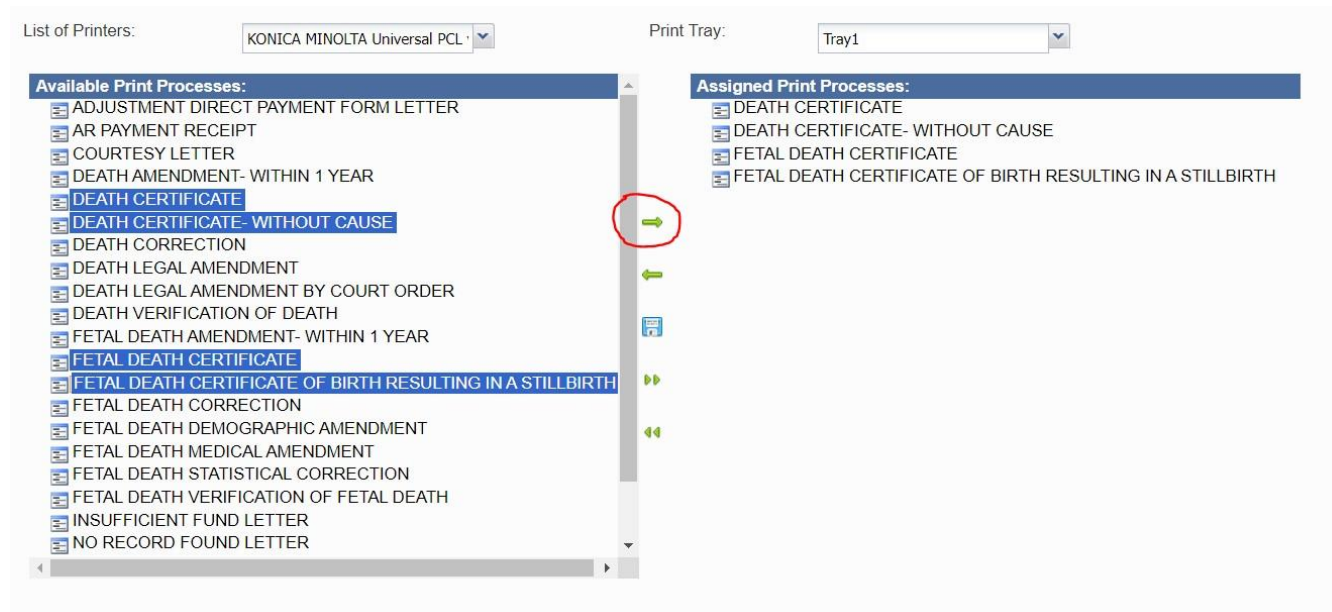 List of Printers:
KONICA MINOLTA Universal PCL
Print Tray:
Tray1
Available Print Processes:
ADJUSTMENT DIRECT PAYMENT FORM LETTER
AR PAYMENT RECEIPT
COURTESY LETTER
DEATH AMENDMENT- WITHIN 1 YEAR
DEATH CERTIFICATE
DEATH CERTIFICATE- WITHOUT CAUSE
DEATH CORRECTION
DEATH LEGAL AMENDMENT
DEATH LEGAL AMENDMENT BY COURT ORDER
DEATH VERIFICATION OF DEATH
FETAL DEATH AMENDMENT- WITHIN 1 YEAR
FETAL DEATH CERTIFICATE
FETAL DEATH CERTIFICATE OF BIRTH RESULTING IN A STILLBIRTH
FETAL DEATH CORRECTION
FETAL DEATH DEMOGRAPHIC AMENDMENT
FETAL DEATH MEDICAL AMENDMENT
FETAL DEATH STATISTICAL CORRECTION
FETAL DEATH VERIFICATION OF FETAL DEATH
INSUFFICIENT FUND LETTER
NO RECORD FOUND LETTER
Assigned Print Processes:
DEATH CERTIFICATE
DEATH CERTIFICATE- WITHOUT CAUSE
FETAL DEATH CERTIFICATE
FETAL DEATH CERTIFICATE OF BIRTH RESULTING IN A STILLBIRTH